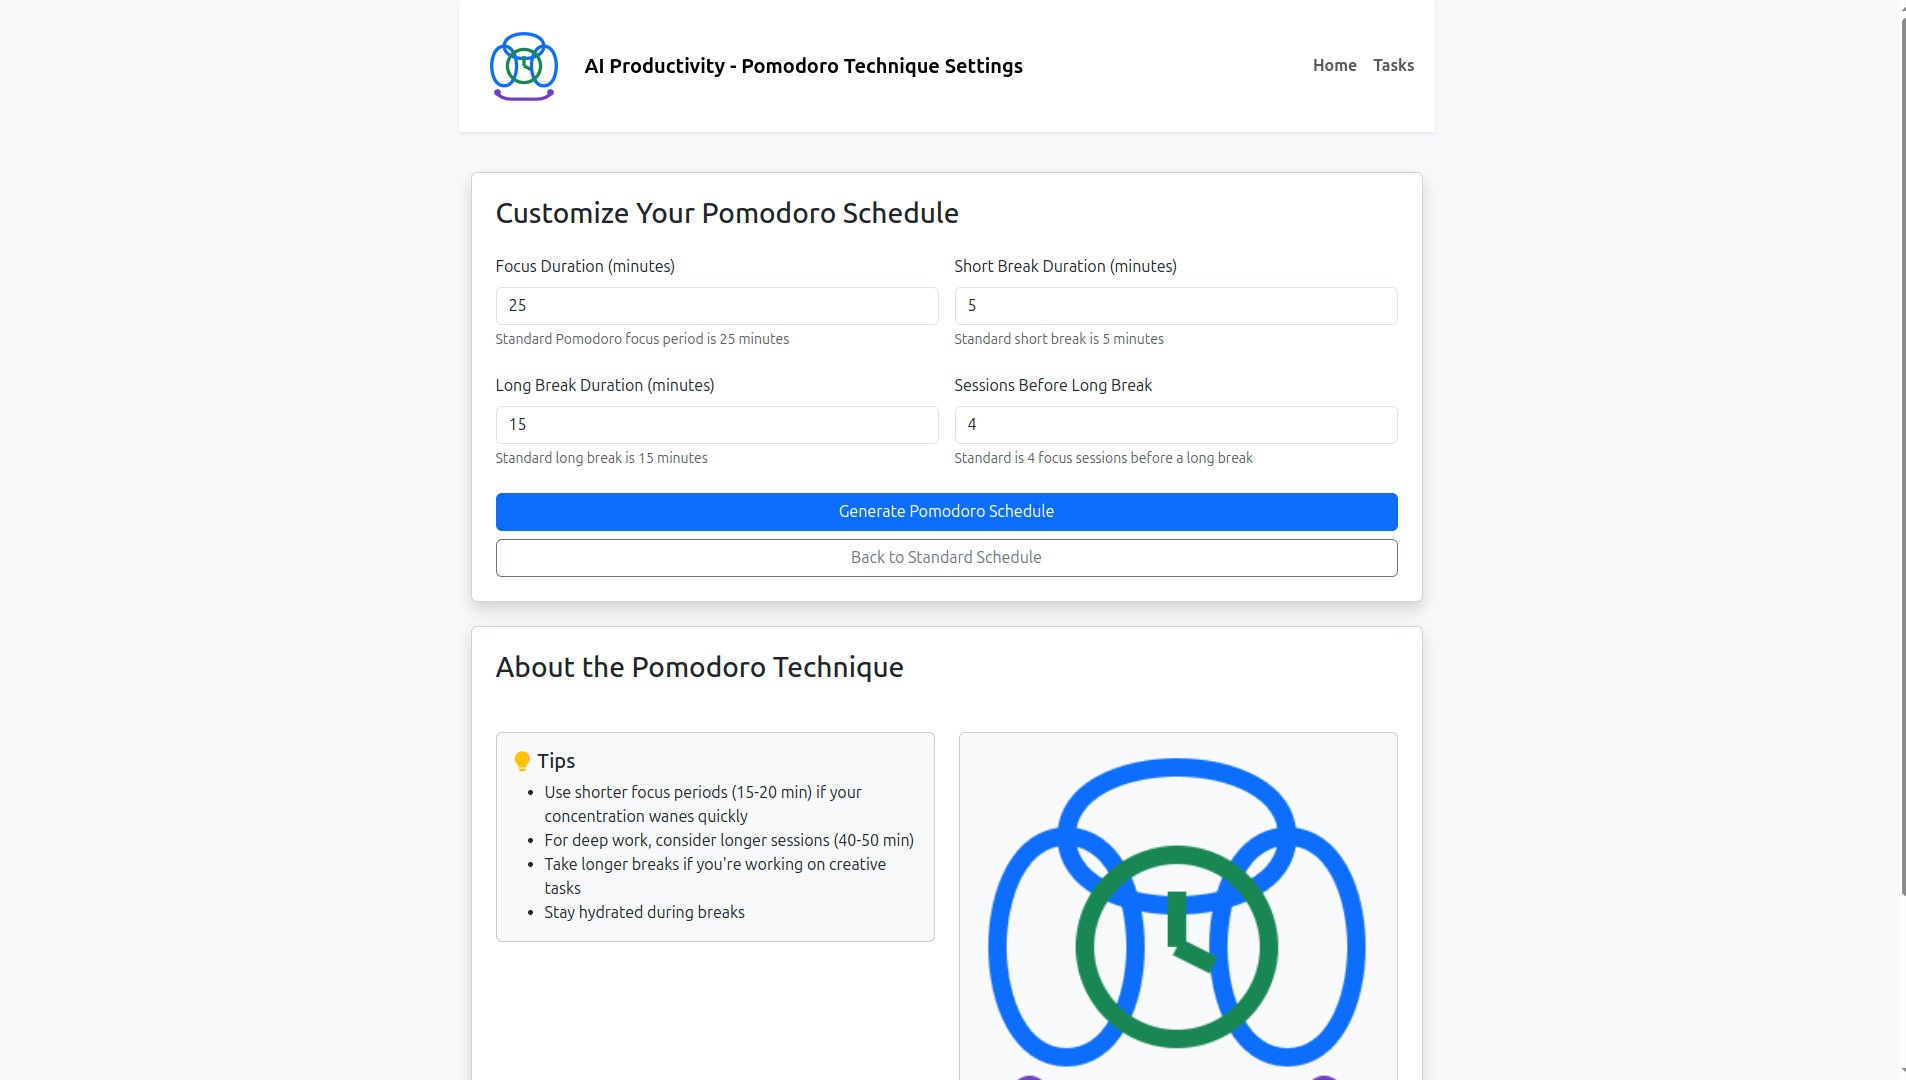 AI Productivity - Pomodoro Technique Settings
Home
Tasks
Customize Your Pomodoro Schedule
Focus Duration (minutes)
Short Break Duration (minutes)
25
5
Standard Pomodoro focus period is 25 minutes
Standard short break is 5 minutes
Long Break Duration (minutes)
Sessions Before Long Break
15
4
Standard long break is 15 minutes
Standard is 4 focus sessions before a long break
Generate Pomodoro Schedule
Back to Standard Schedule
About the Pomodoro Technique
Tips
Use shorter focus periods (15-20 min) if your
concentration wanes quickly
For deep work, consider longer sessions (40-50 min)
Take longer breaks if you're working on creative
tasks
Stay hydrated during breaks